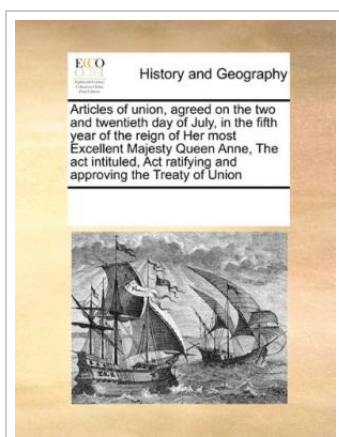 ECCO
History and Geography
Articles of union, agreed on the two
and twentieth day of July, in the fifth
year of the reign of Her most
Excellent Majesty Queen Anne, The
act intituled, Act ratifying and
approving the Treaty of Union